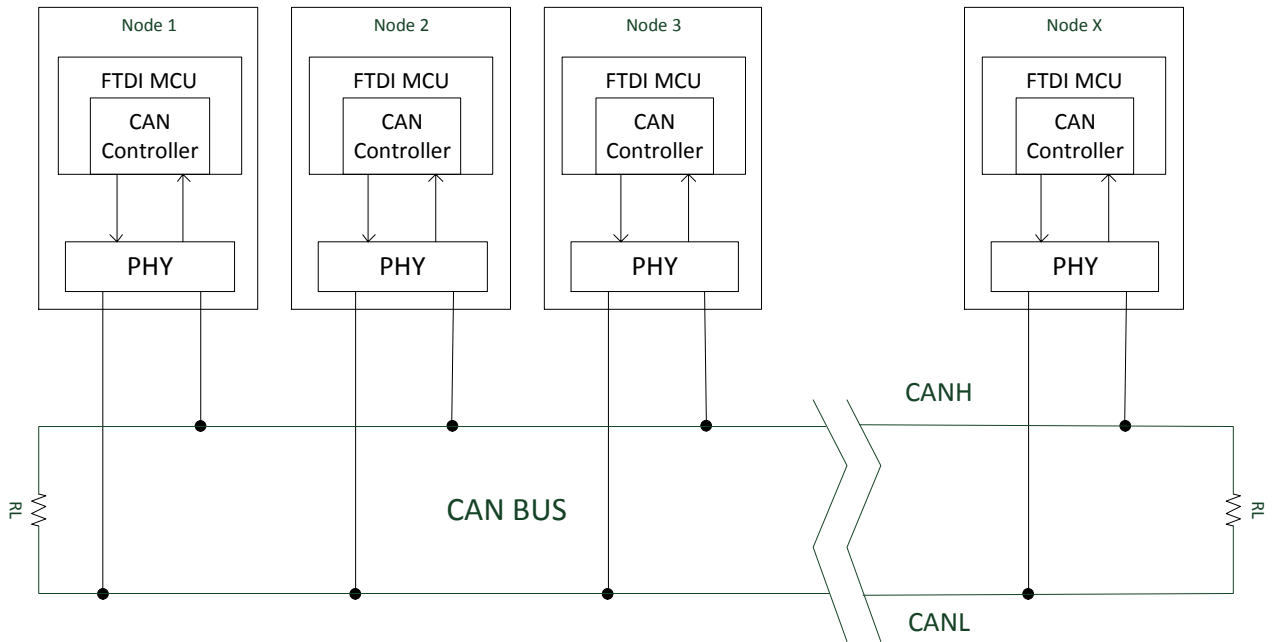 Node 1
FTDI MCU
CAN
Controller
PHY
Node 2
FTDI MCU
CAN
Controller
PHY
Node 3
FTDI MCU
CAN
Controller
PHY
Node X
FTDI MCU
CAN
Controller
PHY
CANH
RL
CAN BUS
RL
CANL